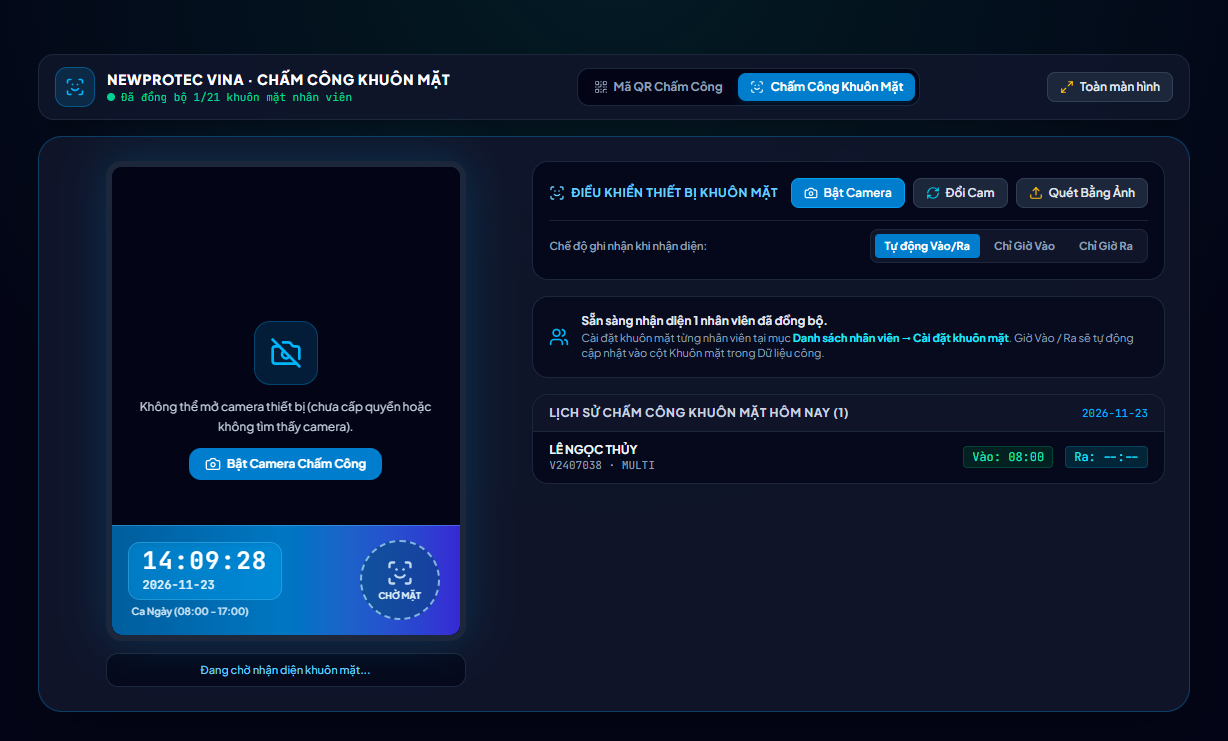 NEWPROTEC VINA · CHẤM CÔNG KHUÔN MẶT
Đã đồng bộ 1/21 khuôn mặt nhân viên
Mã QR Chấm Công
Chấm Công Khuôn Mặt
Toàn màn hình
Không thể mở camera thiết bị (chưa cấp quyền hoặc
không tìm thấy camera).
Bật Camera Chấm Công
14:09:28
2026-11-23
Ca Ngày (08:00 - 17:00)
CHỜ MẶT
Đang chờ nhận diện khuôn mặt...
ĐIỀU KHIỂN THIẾT BỊ KHUÔN MẶT
Bật Camera
Đổi Cam
Quét Bằng Ảnh
Chế độ ghi nhận khi nhận diện:
Tự động Vào/Ra
Chỉ Giờ Vào
Chỉ Giờ Ra
Sẵn sàng nhận diện 1 nhân viên đã đồng bộ.
Cài đặt khuôn mặt từng nhân viên tại mục Danh sách nhân viên → Cài đặt khuôn mặt. Giờ Vào / Ra sẽ tự động
cập nhật vào cột Khuôn mặt trong Dữ liệu công.
LỊCH SỬ CHẤM CÔNG KHUÔN MẶT HÔM NAY (1)
2026-11-23
LÊ NGỌC THỦY
V2407038 · MULTI
Vào: 08:00
Ra: --:--